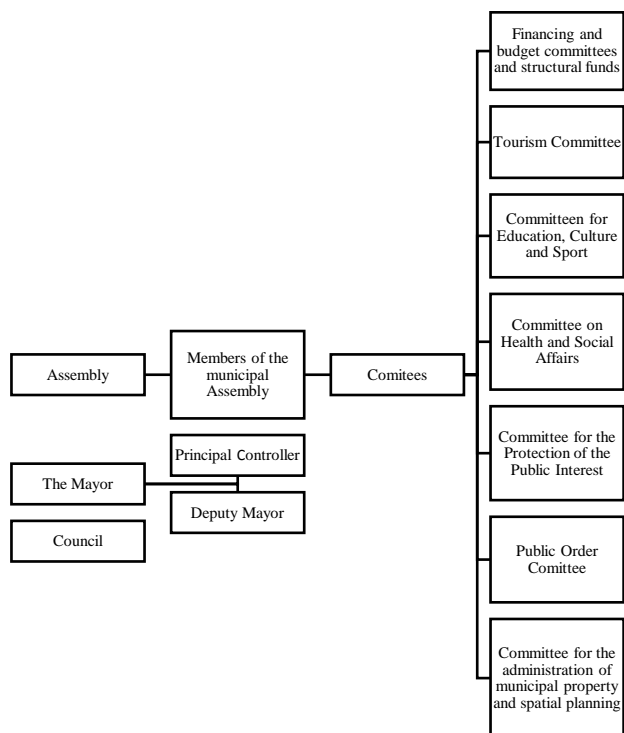 Assembly
Members of the
municipal
Assembly
Comitees
Financing and
budget committees
and structural funds
Tourism Committee
Committeen for
Education, Culture
and Sport
Committee on
Health and Social
Affairs
Committee for the
Protection of the
Public Interest
Public Order
Comittee
Committee for the
administration of
municipal property
and spatial planning
The Mayor
Principal Controller
Deputy Mayor
Council